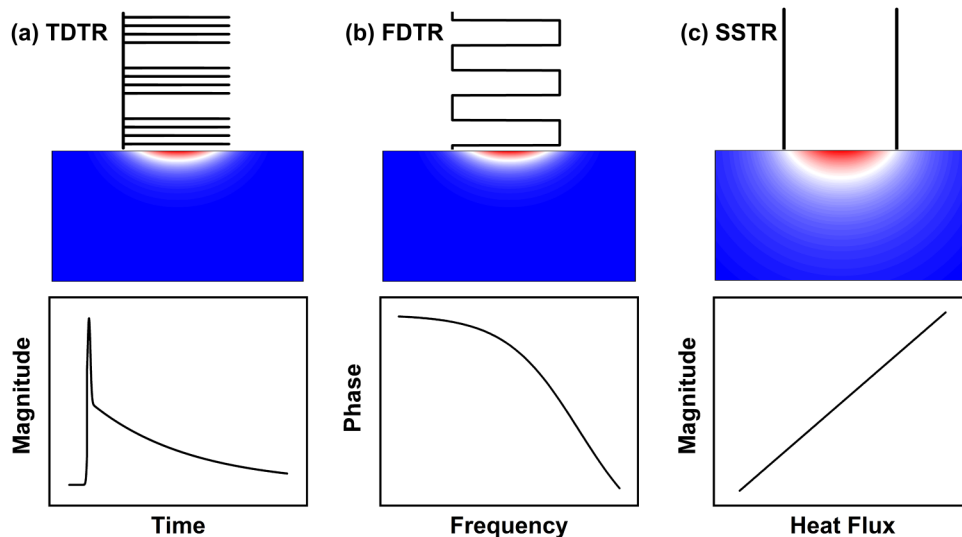 (a) TDTR
(b) FDTR
(c) SSTR
Magnitude
Time
Phase
Frequency
Magnitude
Heat Flux